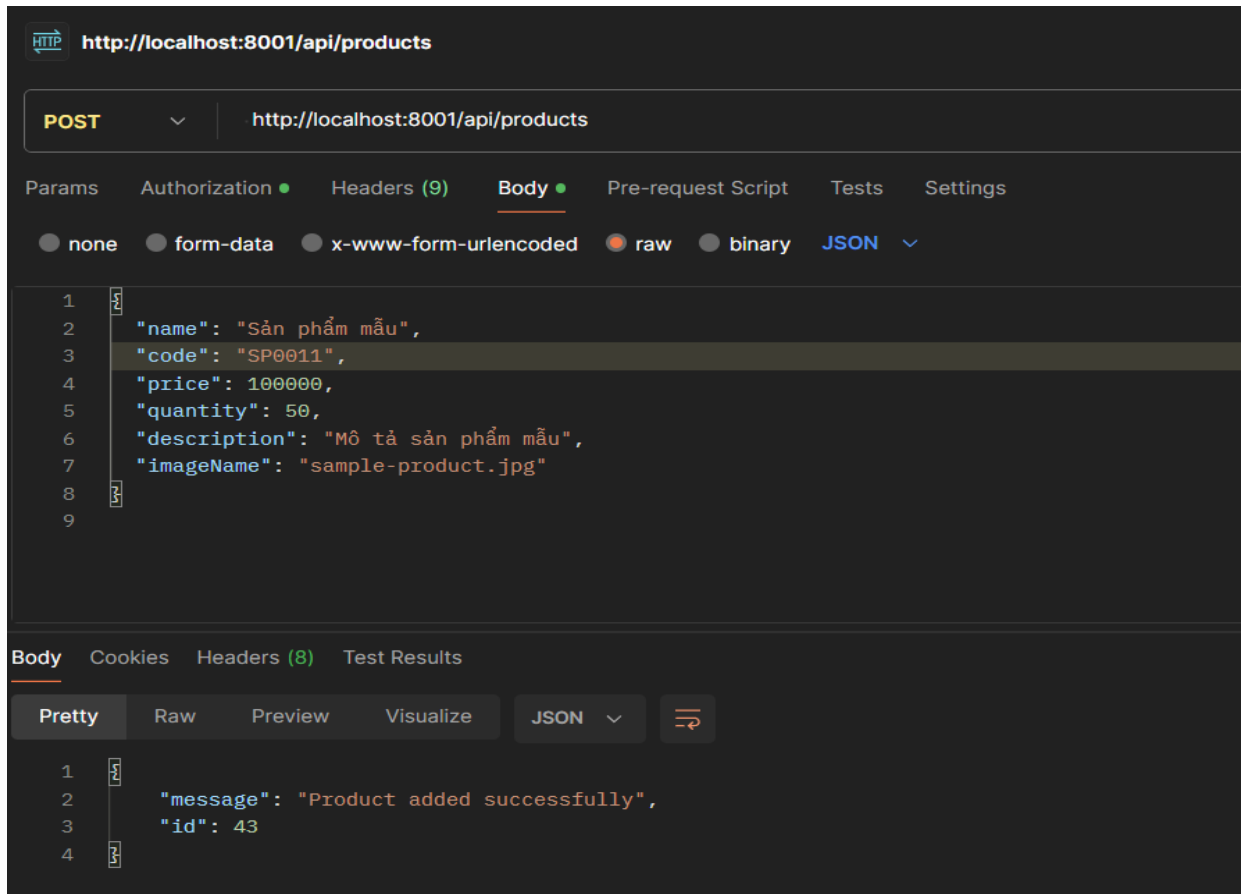 HTTP http://localhost:8001/api/products
POST http://localhost:8001/api/products
Params Authorization Headers (9) Body Pre-request Script Tests Settings
none form-data x-www-form-urlencoded raw binary JSON
1 {
2 "name": "Sản phẩm mẫu",
3 "code": "SP0011",
4 "price": 100000,
5 "quantity": 50,
6 "description": "Mô tả sản phẩm mẫu",
7 "imageName": "sample-product.jpg"
8 }
9
Body Cookies Headers (8) Test Results
Pretty Raw Preview Visualize JSON
1 {
2 "message": "Product added successfully",
3 "id": 43
4 }